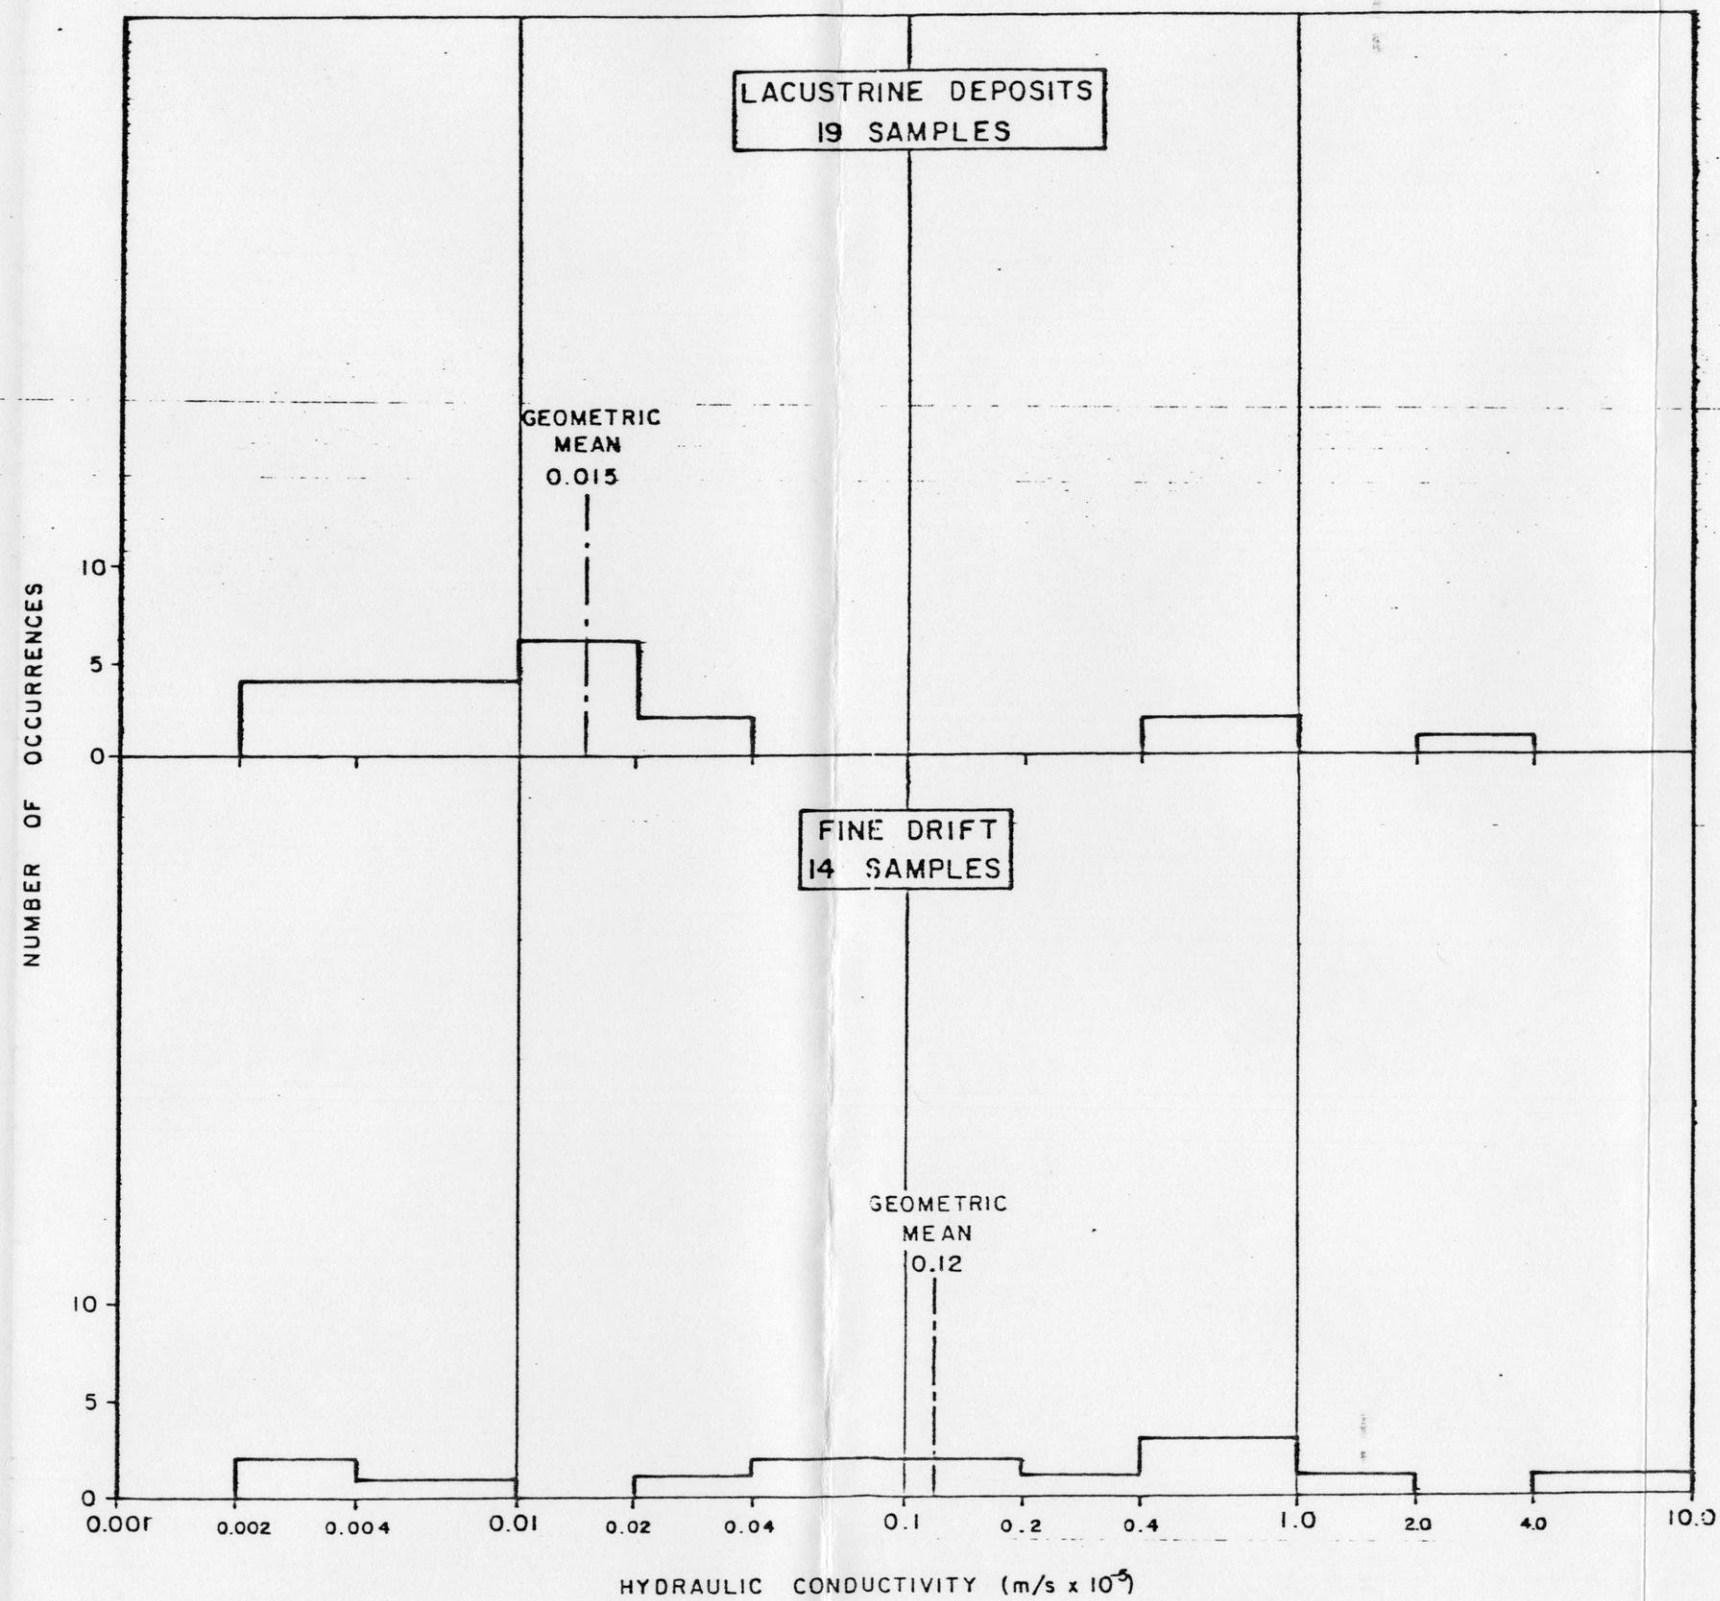 LACUSTRINE DEPOSITS
19 SAMPLES
GEOMETRIC
MEAN
0.015
10
5
0
NUMBER OF OCCURRENCES
FINE DRIFT
14 SAMPLES
GEOMETRIC
MEAN
0.12
10
5
0
0.001 0.002 0.004 0.01 0.02 0.04 0.1 0.2 0.4 1.0 2.0 4.0 10.0
HYDRAULIC CONDUCTIVITY (m/s x 10⁻⁵)